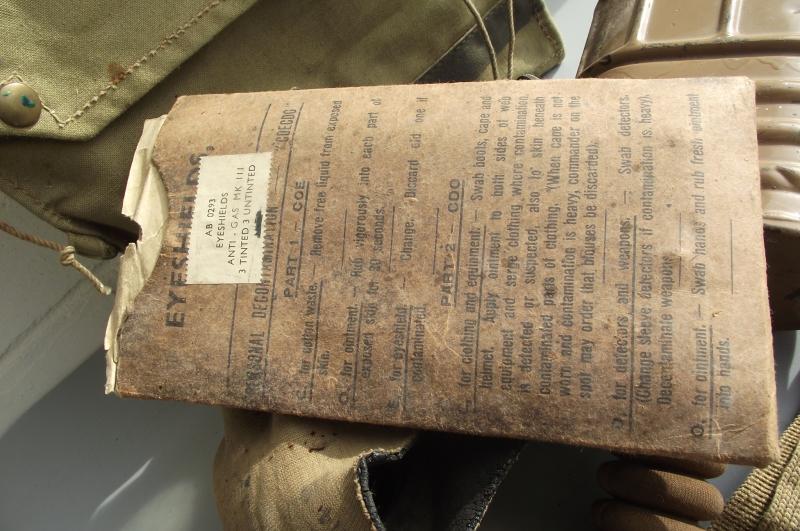 EYESHIELDS,
AB 0293
EYESHIELDS
ANTI-GAS MK III
3 TINTED 3 UNTINTED
PERSONAL DECONTAMINATION "COECDO"
PART 1 COE
C. for cotton waste. Remove free liquid from exposed
skin.
O. for ointment. — Rub vigorously into each part of
exposed skin for 30 seconds.
E. for eyeshield. — Change. Discard old one if
contaminated
PART 2 CDO
C. for clothing and equipment. Swab boots, cape and
helmet. Apply ointment to both sides of web
equipment and serge clothing where contamination
is detected or suspected, also to skin beneath
contaminated parts of clothing. (When cape is not
worn and contamination is heavy, commander on the
spot may order that blouses be discarded).
D. for detectors and weapons. — Swab detectors.
(Change sleeve detectors if contamination is heavy).
Decontaminate weapons.
O. for ointment. — Swab hands and rub fresh ointment
into hands.